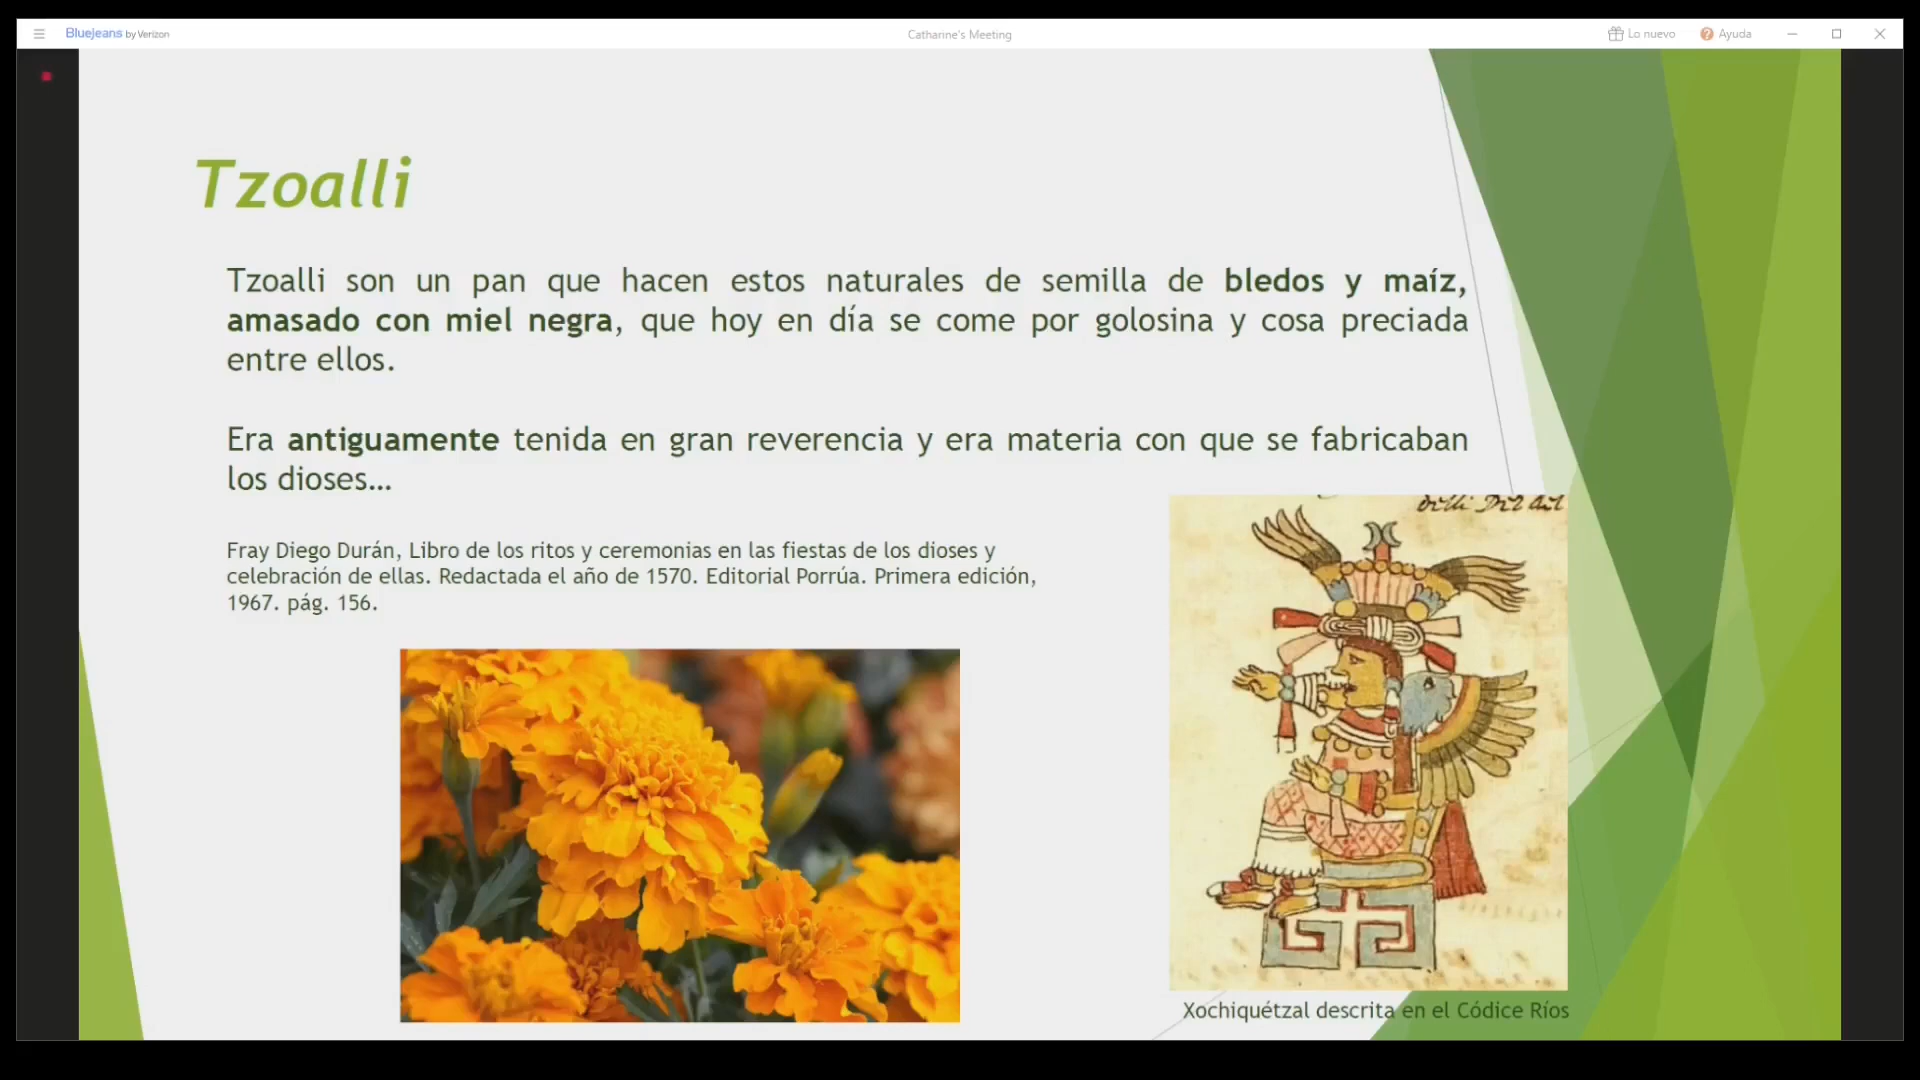 BlueJeans by Verizon
Catharine's Meeting
Lo nuevo
Ayuda
Tzoalli
Tzoalli son un pan que hacen estos naturales de semilla de bledos y maíz,
amasado con miel negra, que hoy en día se come por golosina y cosa preciada
entre ellos.
Era antiguamente tenida en gran reverencia y era materia con que se fabricaban
los dioses…
Fray Diego Durán, Libro de los ritos y ceremonias en las fiestas de los dioses y
celebración de ellas. Redactada el año de 1570. Editorial Porrúa. Primera edición,
1967. pág. 156.
Xochiquétzal descrita en el Códice Ríos